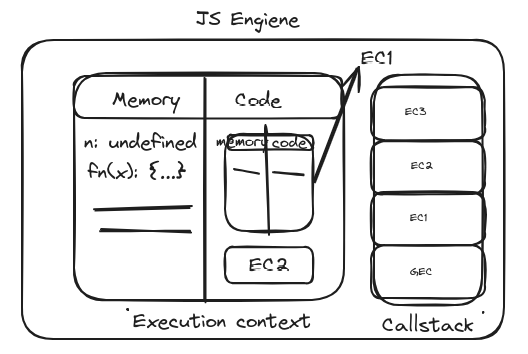 JS Engiene
EC1
Memory Code
n: undefined
fn(x): {...}
memory code
EC2
EC3
EC2
EC1
GEC
Execution context
Callstack